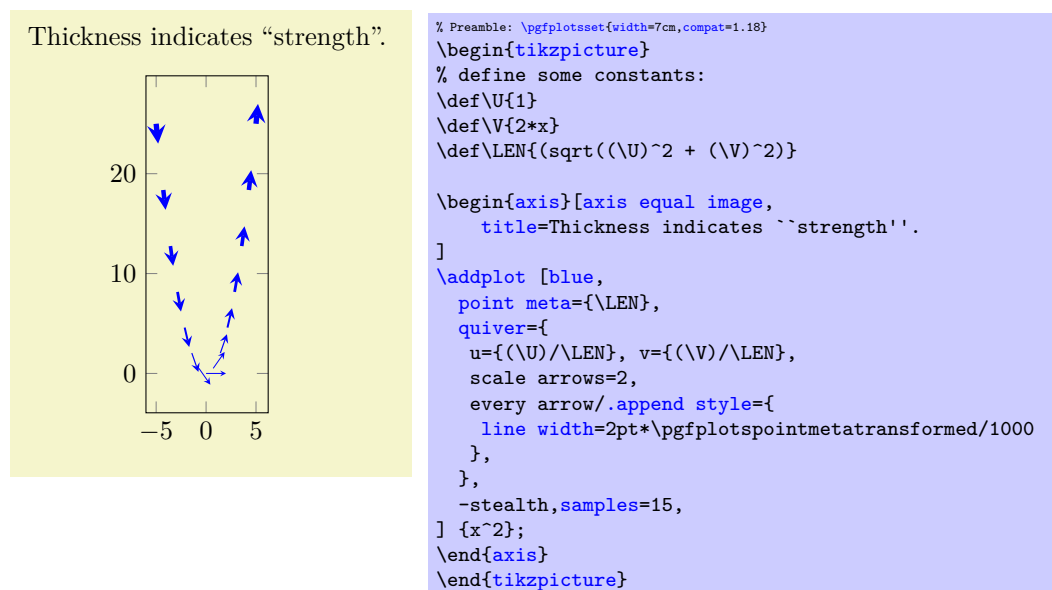 Thickness indicates “strength”.
20
10
0
−5 0 5
% Preamble: \pgfplotsset{width=7cm,compat=1.18}
\begin{tikzpicture}
% define some constants:
\def\U{1}
\def\V{2*x}
\def\LEN{(sqrt((\U)^2 + (\V)^2)}
\begin{axis}[axis equal image,
title=Thickness indicates ``strength''.
]
\addplot [blue,
point meta={\LEN},
quiver={
u={(\U)/\LEN}, v={(\V)/\LEN},
scale arrows=2,
every arrow/.append style={
line width=2pt*\pgfplotspointmetatransformed/1000
},
},
-stealth,samples=15,
] {x^2};
\end{axis}
\end{tikzpicture}